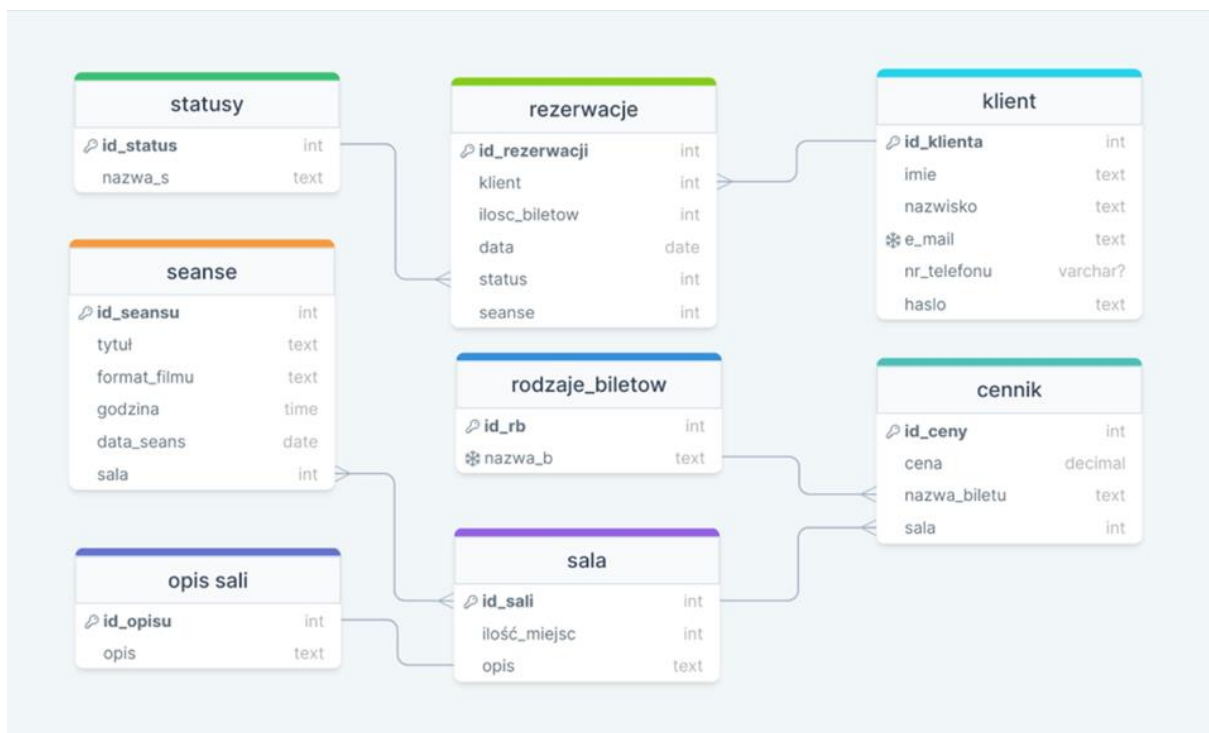 statusy
id_status int
nazwa_s text
rezerwacje
id_rezerwacji int
klient int
ilosc_biletow int
data date
status int
seanse int
klient
id_klienta int
imie text
nazwisko text
e_mail text
nr_telefonu varchar?
haslo text
seanse
id_seansu int
tytuł text
format_filmu text
godzina time
data_seans date
sala int
rodzaje_biletow
id_rb int
nazwa_b text
cennik
id_ceny int
cena decimal
nazwa_biletu text
sala int
opis sali
id_opisu int
opis text
sala
id_sali int
ilość_miejsc int
opis text